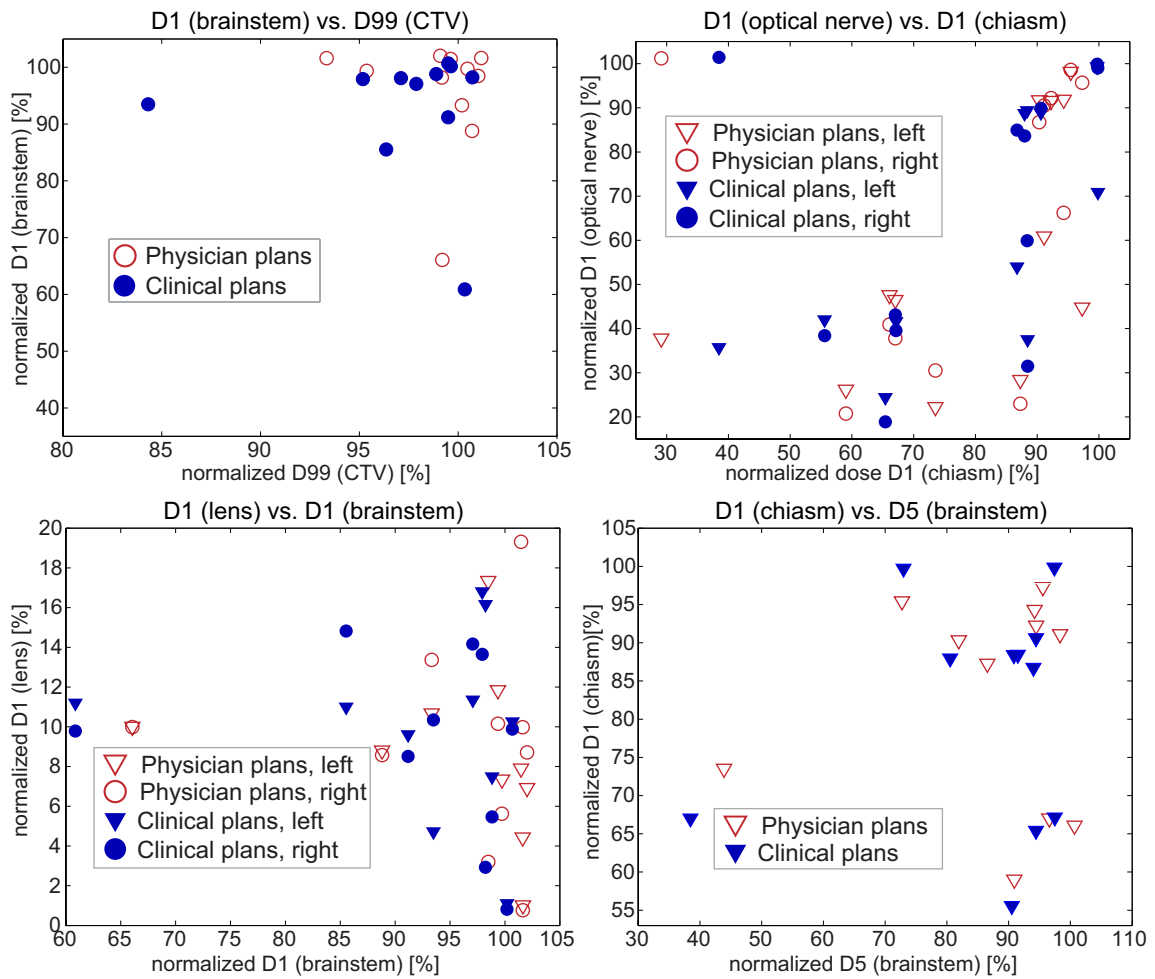 D1 (brainstem) vs. D99 (CTV)
normalized D1 (brainstem) [%]
100
90
80
70
60
50
40
Physician plans
Clinical plans
80 85 90 95 100 105
normalized D99 (CTV) [%]
D1 (optical nerve) vs. D1 (chiasm)
normalized D1 (optical nerve) [%]
100
90
80
70
60
50
40
30
20
Physician plans, left
Physician plans, right
Clinical plans, left
Clinical plans, right
30 40 50 60 70 80 90 100
normalized dose D1 (chiasm) [%]
D1 (lens) vs. D1 (brainstem)
normalized D1 (lens) [%]
20
18
16
14
12
10
8
6
4
2
0
Physician plans, left
Physician plans, right
Clinical plans, left
Clinical plans, right
60 65 70 75 80 85 90 95 100 105
normalized D1 (brainstem) [%]
D1 (chiasm) vs. D5 (brainstem)
normalized D1 (chiasm)[%]
105
100
95
90
85
80
75
70
65
60
55
Physician plans
Clinical plans
30 40 50 60 70 80 90 100 110
normalized D5 (brainstem) [%]